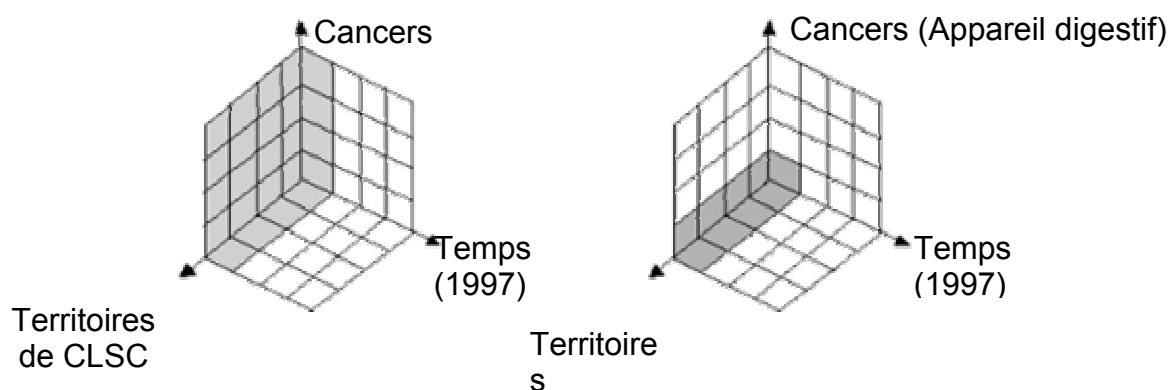 Cancers
Temps
(1997)
Territoires
de CLSC
Cancers (Appareil digestif)
Temps
(1997)
Territoire
s